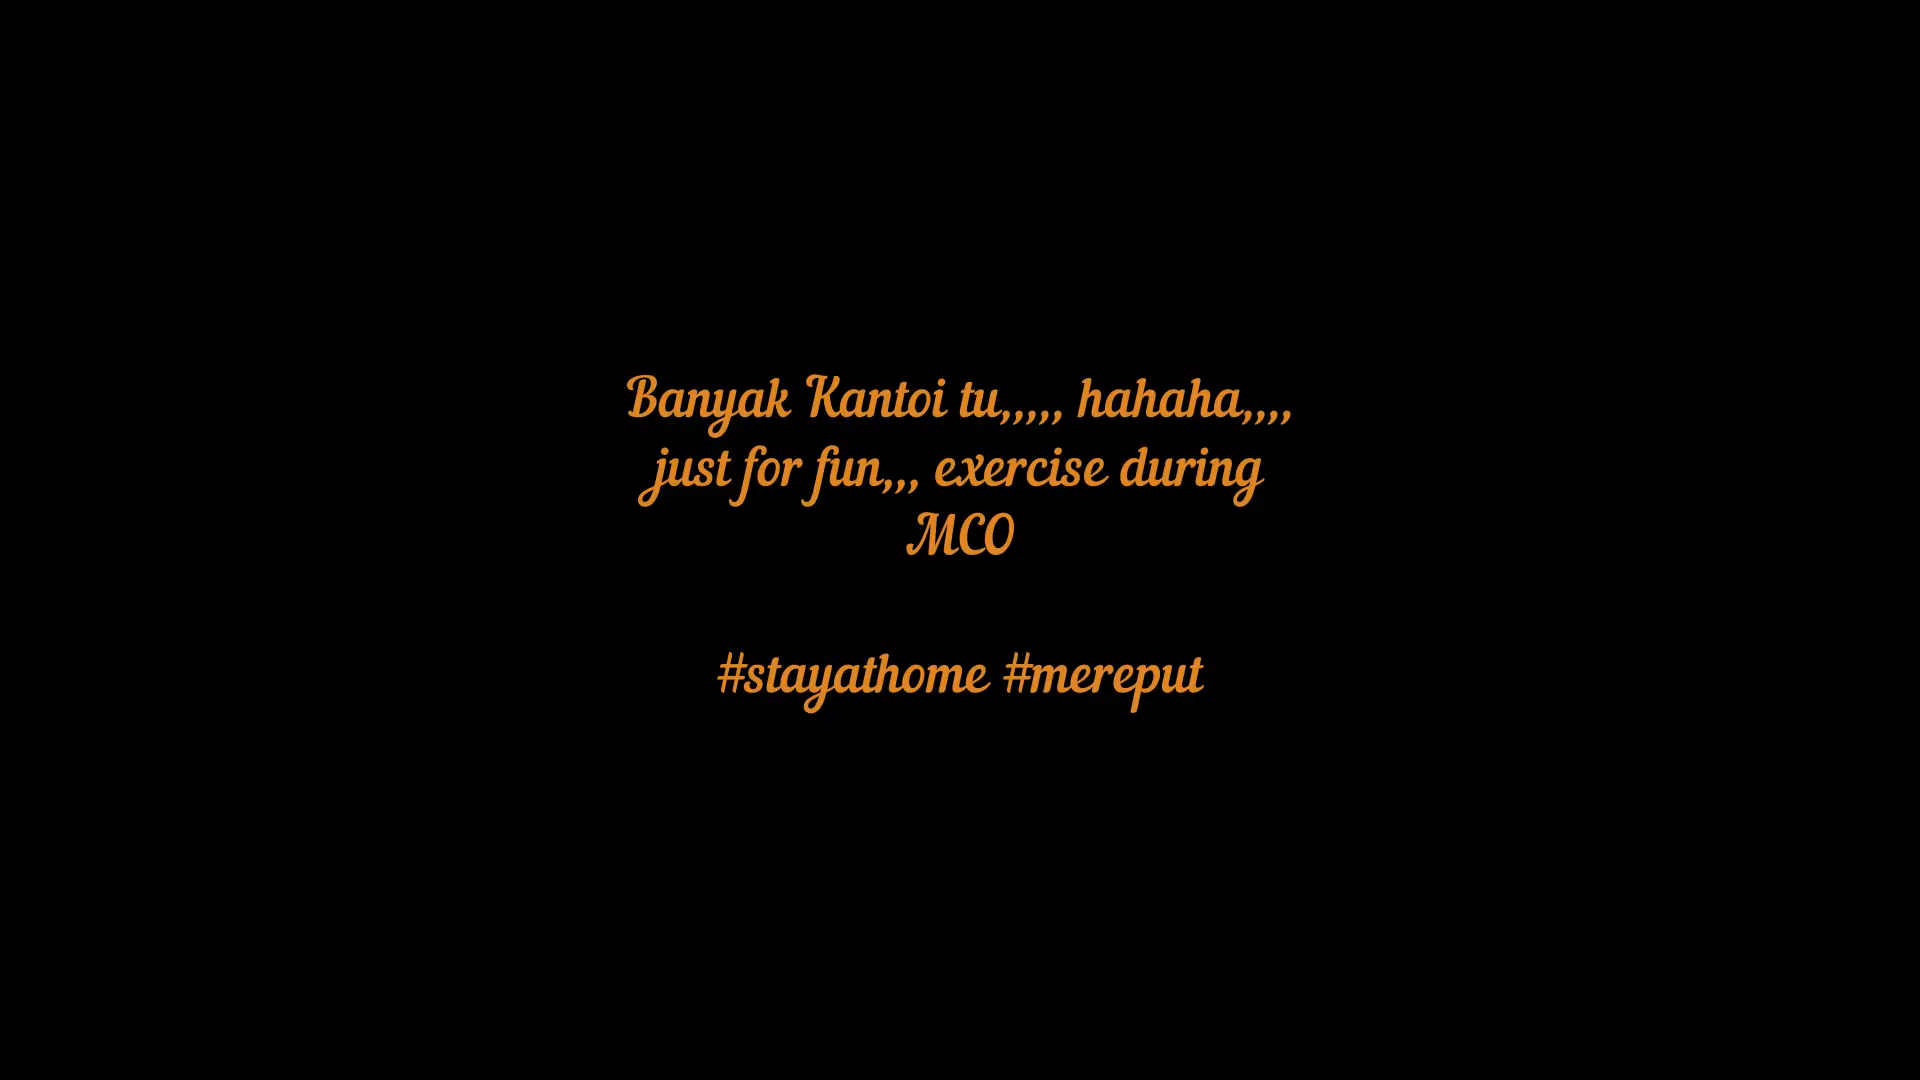 Banyak Kantoi tu,,,,, hahaha,,,,
just for fun,,, exercise during
MCO
#stayathome #mereput